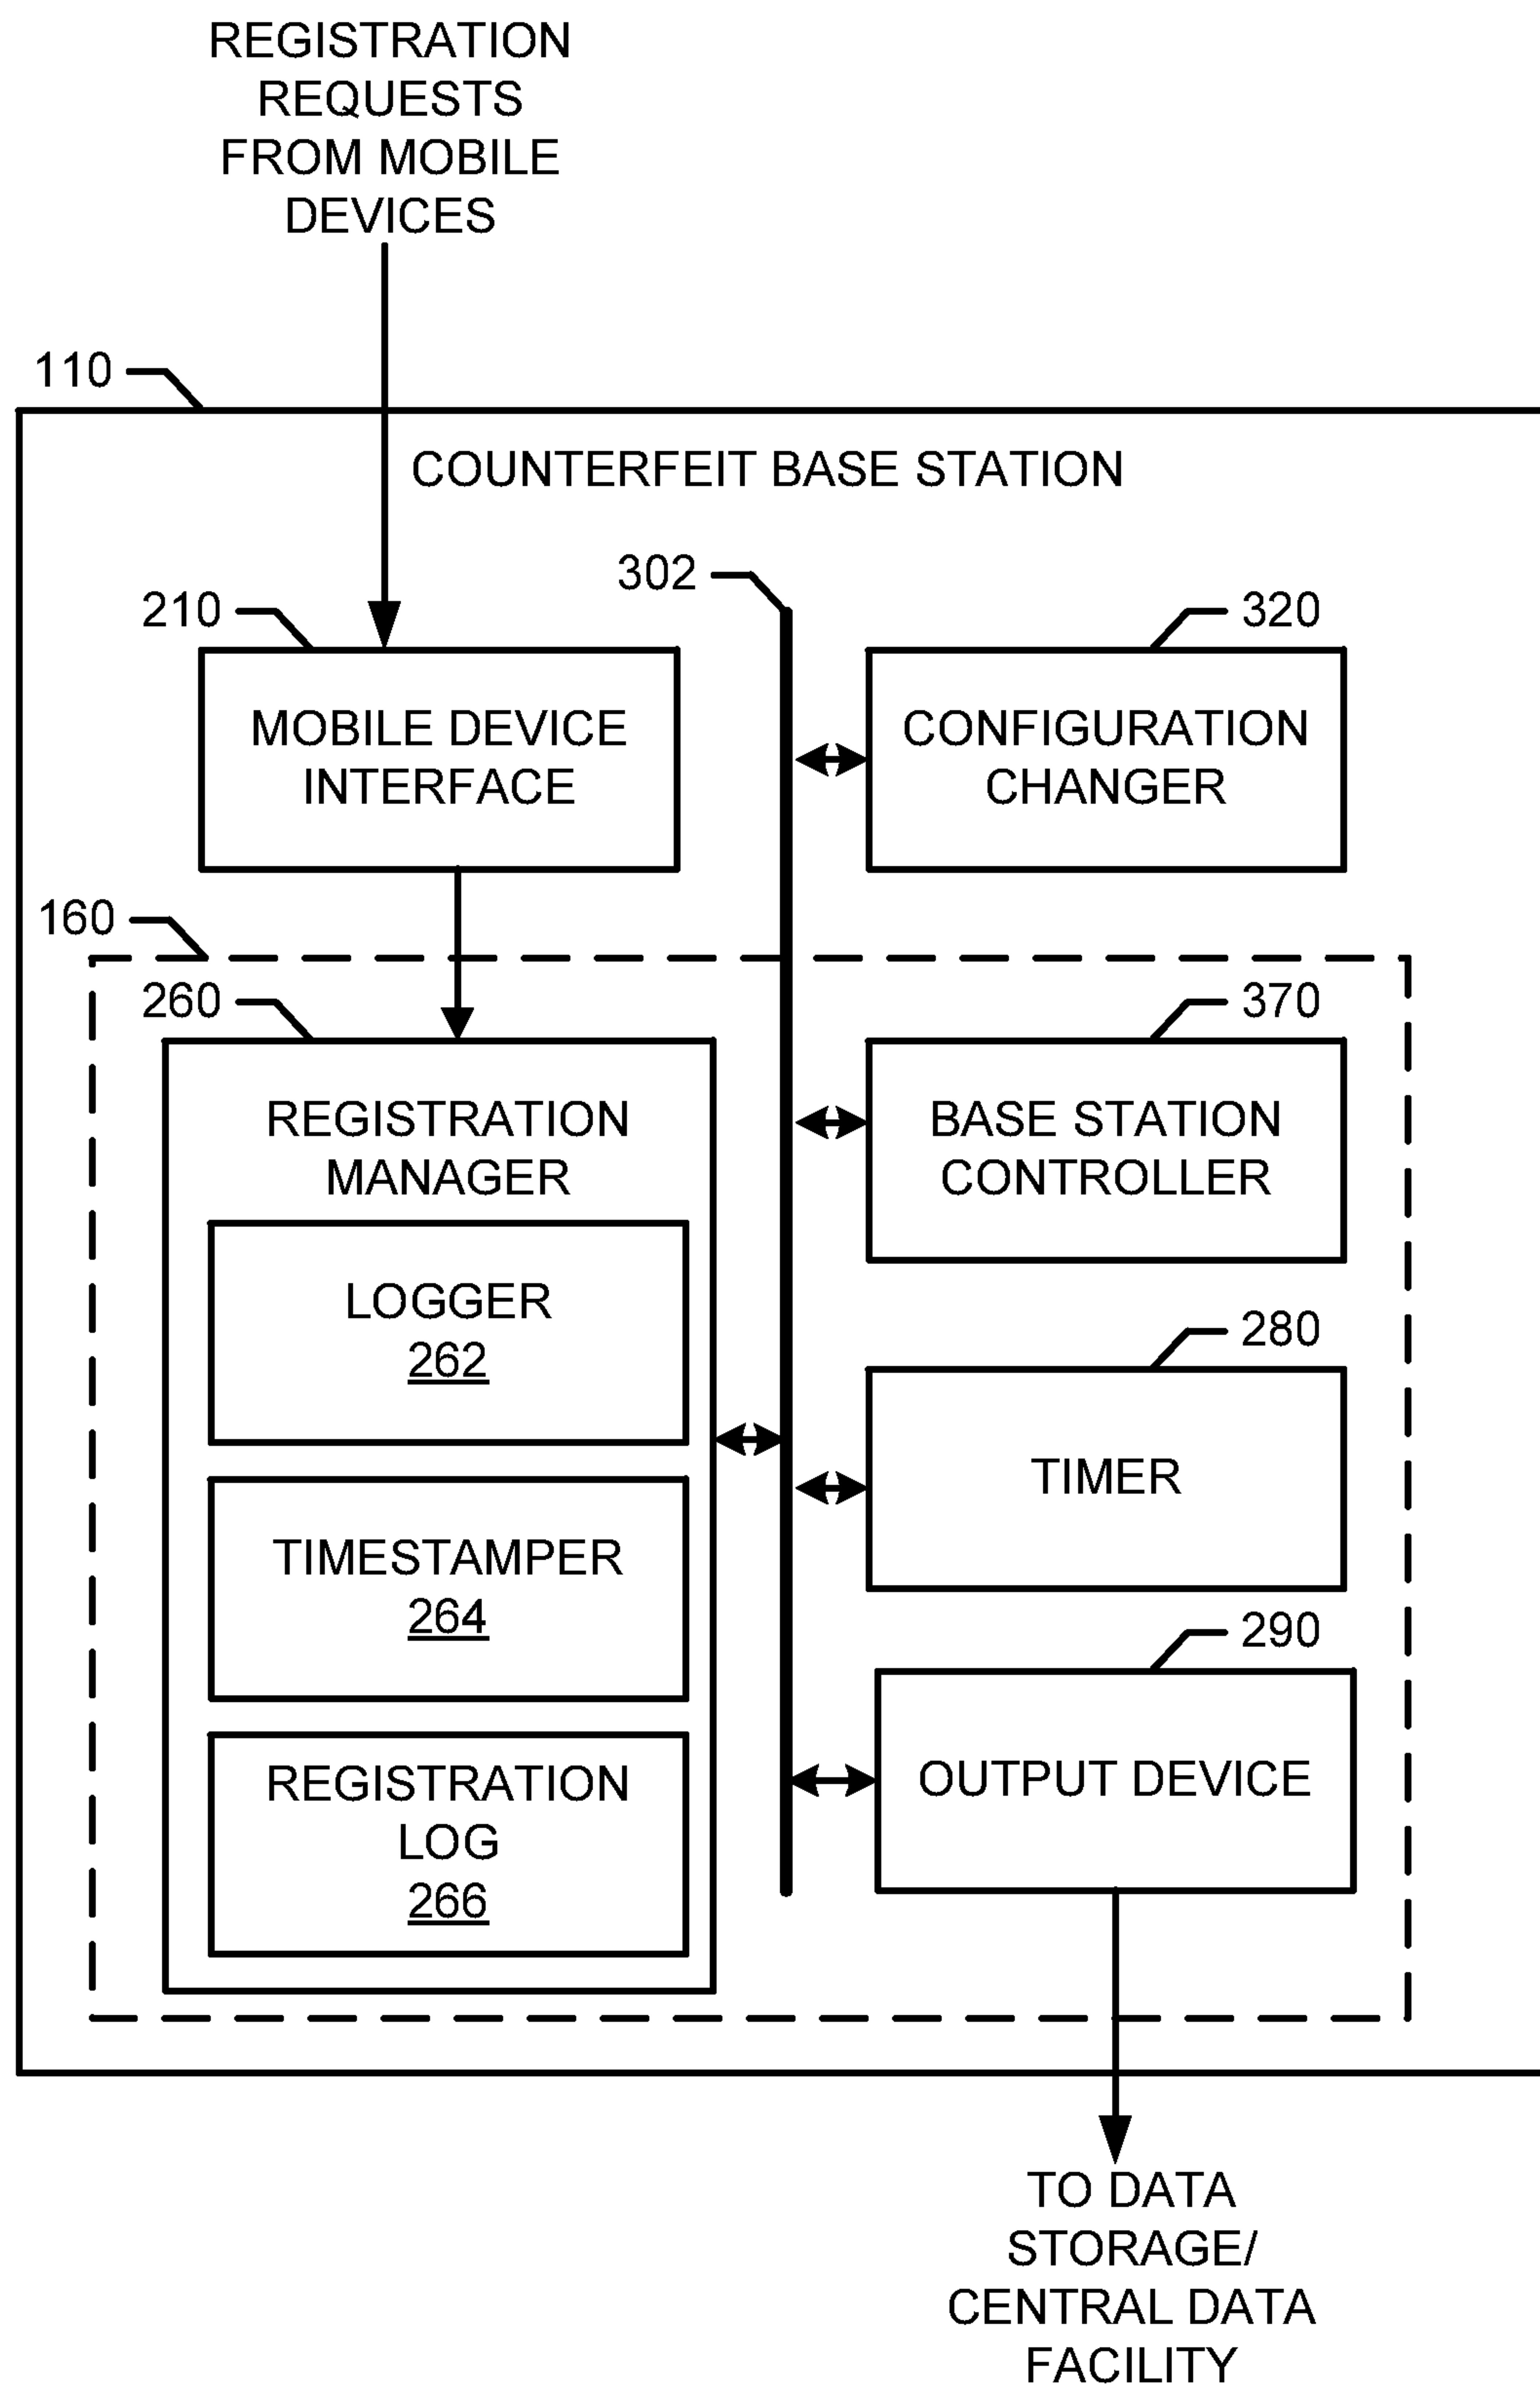 REGISTRATION
REQUESTS
FROM MOBILE
DEVICES
110
COUNTERFEIT BASE STATION
302
210
320
MOBILE DEVICE
INTERFACE
CONFIGURATION
CHANGER
160
260
370
REGISTRATION
MANAGER
BASE STATION
CONTROLLER
LOGGER
262
280
TIMER
TIMESTAMPER
264
290
REGISTRATION
LOG
266
OUTPUT DEVICE
TO DATA
STORAGE/
CENTRAL DATA
FACILITY